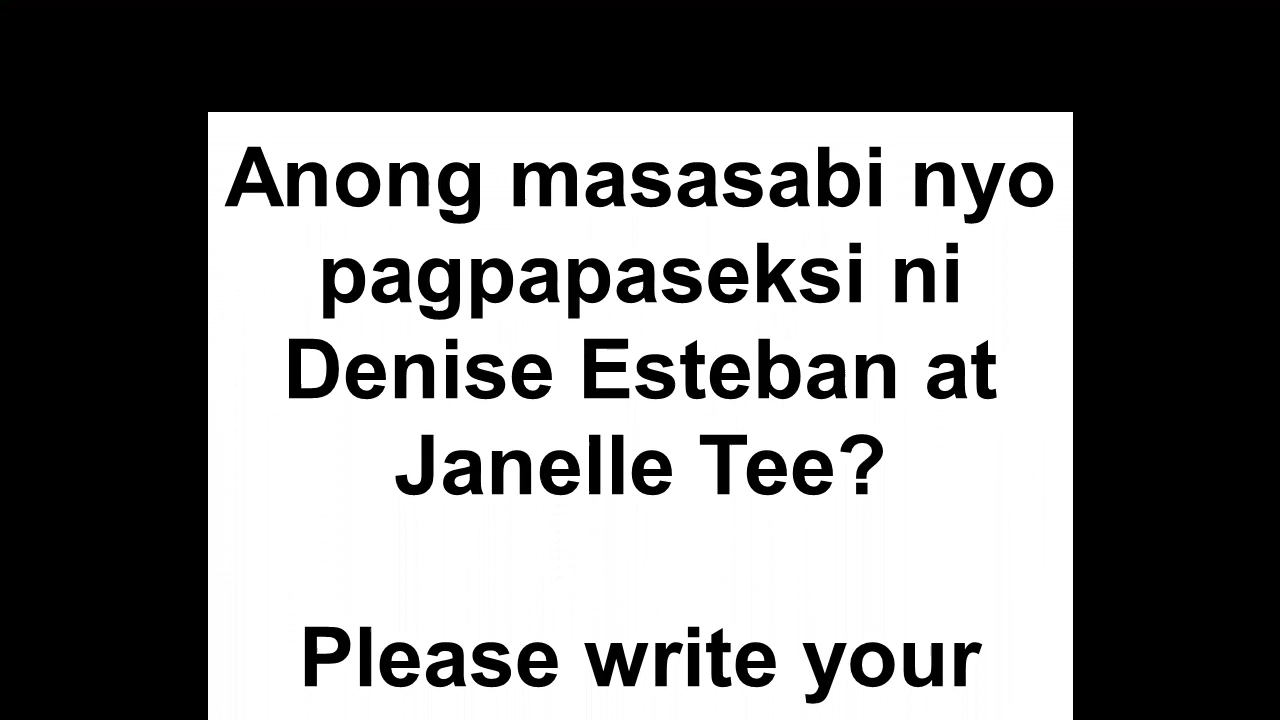 Anong masasabi nyo
pagpapaseksi ni
Denise Esteban at
Janelle Tee?
Please write your